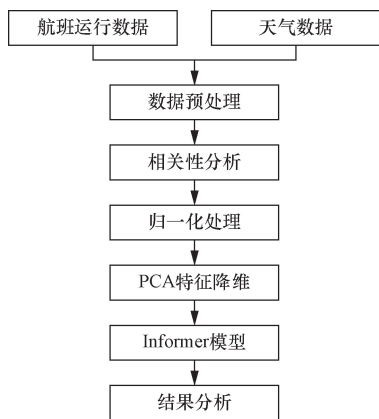 航班运行数据
天气数据
数据预处理
相关性分析
归一化处理
PCA特征降维
Informer模型
结果分析